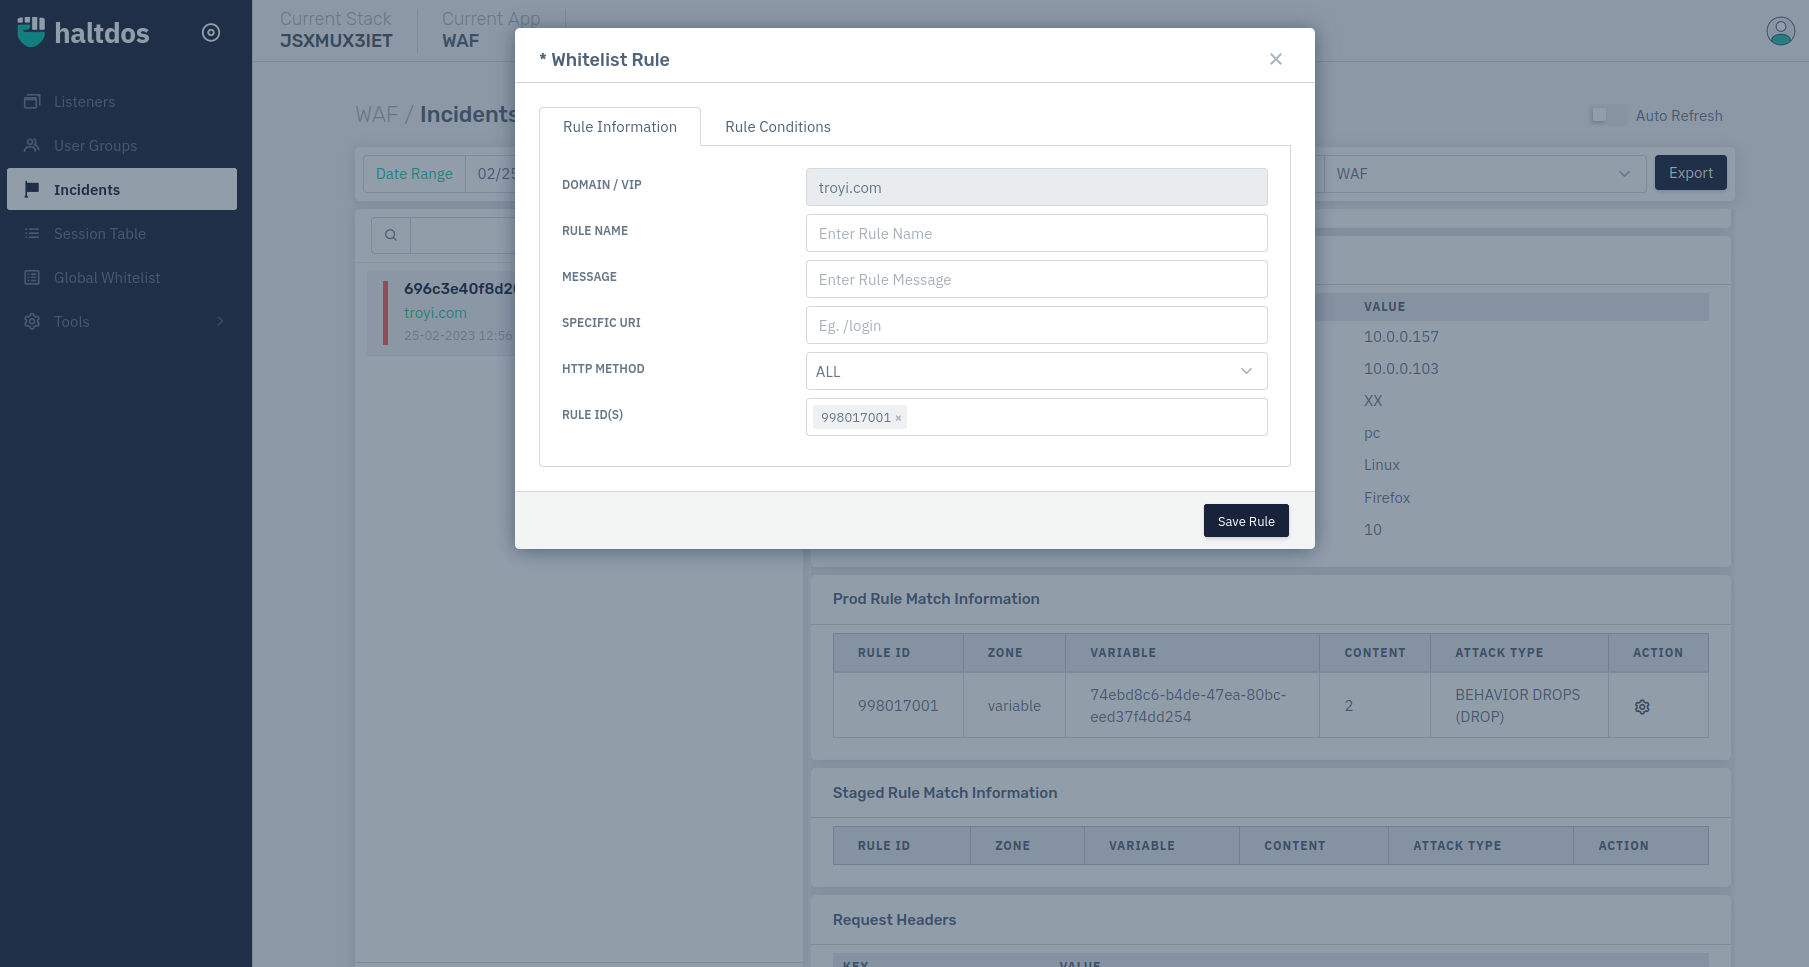 haltdos
Current Stack
JSXMUX3IET
Current App
WAF
Listeners
User Groups
Incidents
Session Table
Global Whitelist
Tools
WAF / Incidents
Auto Refresh
Date Range
02/25
WAF
Export
696c3e40f8d2
troyi.com
25-02-2023 12:56
* Whitelist Rule
Rule Information
Rule Conditions
DOMAIN / VIP
troyi.com
RULE NAME
Enter Rule Name
MESSAGE
Enter Rule Message
SPECIFIC URI
Eg. /login
HTTP METHOD
ALL
RULE ID(S)
998017001 ×
Save Rule
VALUE
10.0.0.157
10.0.0.103
XX
pc
Linux
Firefox
10
Prod Rule Match Information
RULE ID ZONE VARIABLE CONTENT ATTACK TYPE ACTION
998017001 variable 74ebd8c6-b4de-47ea-80bc-eed37f4dd254 2 BEHAVIOR DROPS (DROP)
Staged Rule Match Information
RULE ID ZONE VARIABLE CONTENT ATTACK TYPE ACTION
Request Headers
KEY VALUE